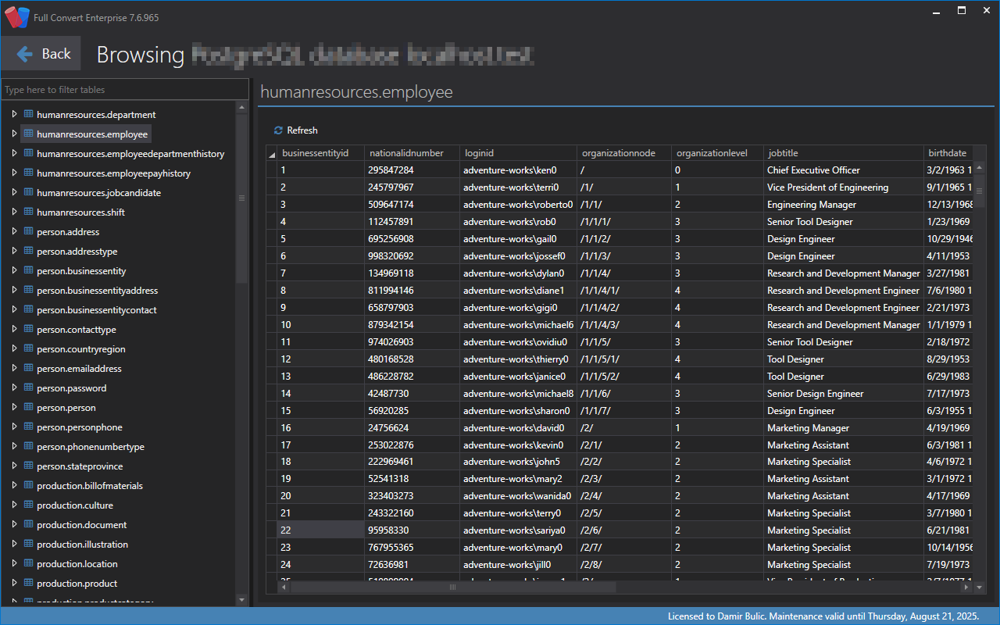 Full Convert Enterprise 7.6.965
Back
Browsing
Type here to filter tables
humanresources.department
humanresources.employee
humanresources.employeedepartmenthistory
humanresources.employeepayhistory
humanresources.jobcandidate
humanresources.shift
person.address
person.addresstype
person.businessentity
person.businessentityaddress
person.businessentitycontact
person.contacttype
person.countryregion
person.emailaddress
person.password
person.person
person.personphone
person.phonenumbertype
person.stateprovince
production.billofmaterials
production.culture
production.document
production.illustration
production.location
production.product
humanresources.employee
Refresh
businessentityid nationalidnumber loginid organizationnode organizationlevel jobtitle birthdate
1 295847284 adventure-works\ken0 / 0 Chief Executive Officer 3/2/1963 1
2 245797967 adventure-works\terri0 /1/ 1 Vice President of Engineering 9/1/1965 1
3 509647174 adventure-works\roberto0 /1/1/ 2 Engineering Manager 12/13/1968
4 112457891 adventure-works\rob0 /1/1/1/ 3 Senior Tool Designer 1/23/1969
5 695256908 adventure-works\gail0 /1/1/2/ 3 Design Engineer 10/29/1946
6 998320692 adventure-works\jossef0 /1/1/3/ 3 Design Engineer 4/11/1953
7 134969118 adventure-works\dylan0 /1/1/4/ 3 Research and Development Manager 3/27/1981
8 811994146 adventure-works\diane1 /1/1/4/1/ 4 Research and Development Engineer 7/6/1980 1
9 658797903 adventure-works\gigi0 /1/1/4/2/ 4 Research and Development Engineer 2/21/1973
10 879342154 adventure-works\michael6 /1/1/4/3/ 4 Research and Development Manager 1/1/1979 1
11 974026903 adventure-works\ovidiu0 /1/1/5/ 3 Senior Tool Designer 2/18/1972
12 480168528 adventure-works\thierry0 /1/1/5/1/ 4 Tool Designer 8/29/1953
13 486228782 adventure-works\janice0 /1/1/5/2/ 4 Tool Designer 6/29/1983
14 42487730 adventure-works\michael8 /1/1/6/ 3 Senior Design Engineer 7/17/1973
15 56920285 adventure-works\sharon0 /1/1/7/ 3 Design Engineer 6/3/1955 1
16 24756624 adventure-works\david0 /2/ 1 Marketing Manager 4/19/1969
17 253022876 adventure-works\kevin0 /2/1/ 2 Marketing Assistant 6/3/1981 1
18 222969461 adventure-works\john5 /2/2/ 2 Marketing Specialist 4/6/1972 1
19 52541318 adventure-works\mary2 /2/3/ 2 Marketing Assistant 3/1/1972 1
20 323403273 adventure-works\wanida0 /2/4/ 2 Marketing Assistant 4/17/1969
21 243322160 adventure-works\terry0 /2/5/ 2 Marketing Specialist 3/7/1980 1
22 95958330 adventure-works\sariya0 /2/6/ 2 Marketing Specialist 6/21/1981
23 767955365 adventure-works\mary0 /2/7/ 2 Marketing Specialist 10/14/1956
24 72636981 adventure-works\jill0 /2/8/ 2 Marketing Specialist 7/19/1973
Licensed to Damir Bulic. Maintenance valid until Thursday, August 21, 2025.